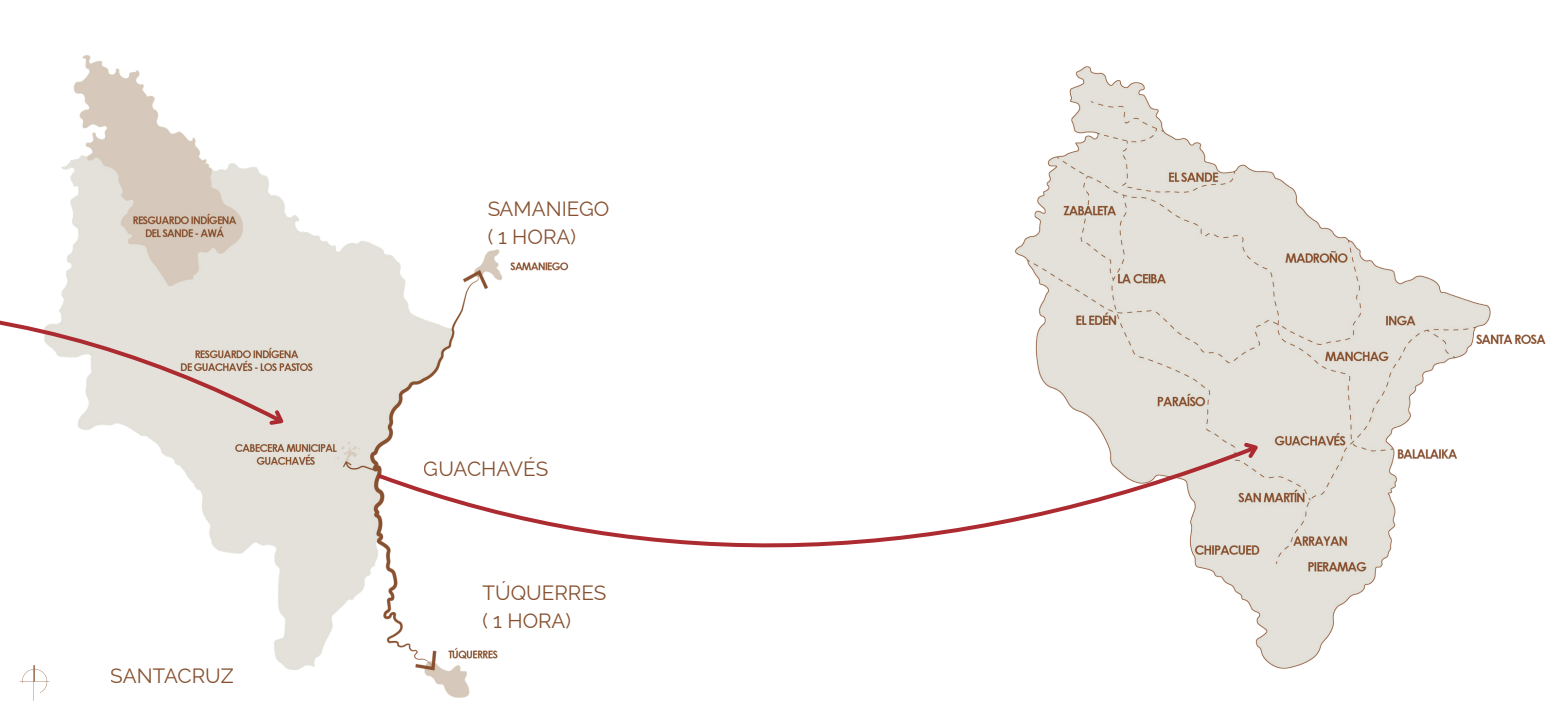 RESGUARDO INDÍGENA
DEL SANDE - AWÁ
SAMANIEGO
( 1 HORA)
SAMANIEGO
RESGUARDO INDÍGENA
DE GUACHAVÉS - LOS PASTOS
CABECERA MUNICIPAL
GUACHAVÉS
GUACHAVÉS
TÚQUERRES
( 1 HORA)
TÚQUERRES
SANTACRUZ
EL SANDE
ZABALETA
MADROÑO
LA CEIBA
EL EDÉN
INGA
SANTA ROSA
MANCHAG
PARAÍSO
GUACHAVÉS
BALALAIKA
SAN MARTÍN
ARRAYAN
CHIPACUED
PIERAMAG